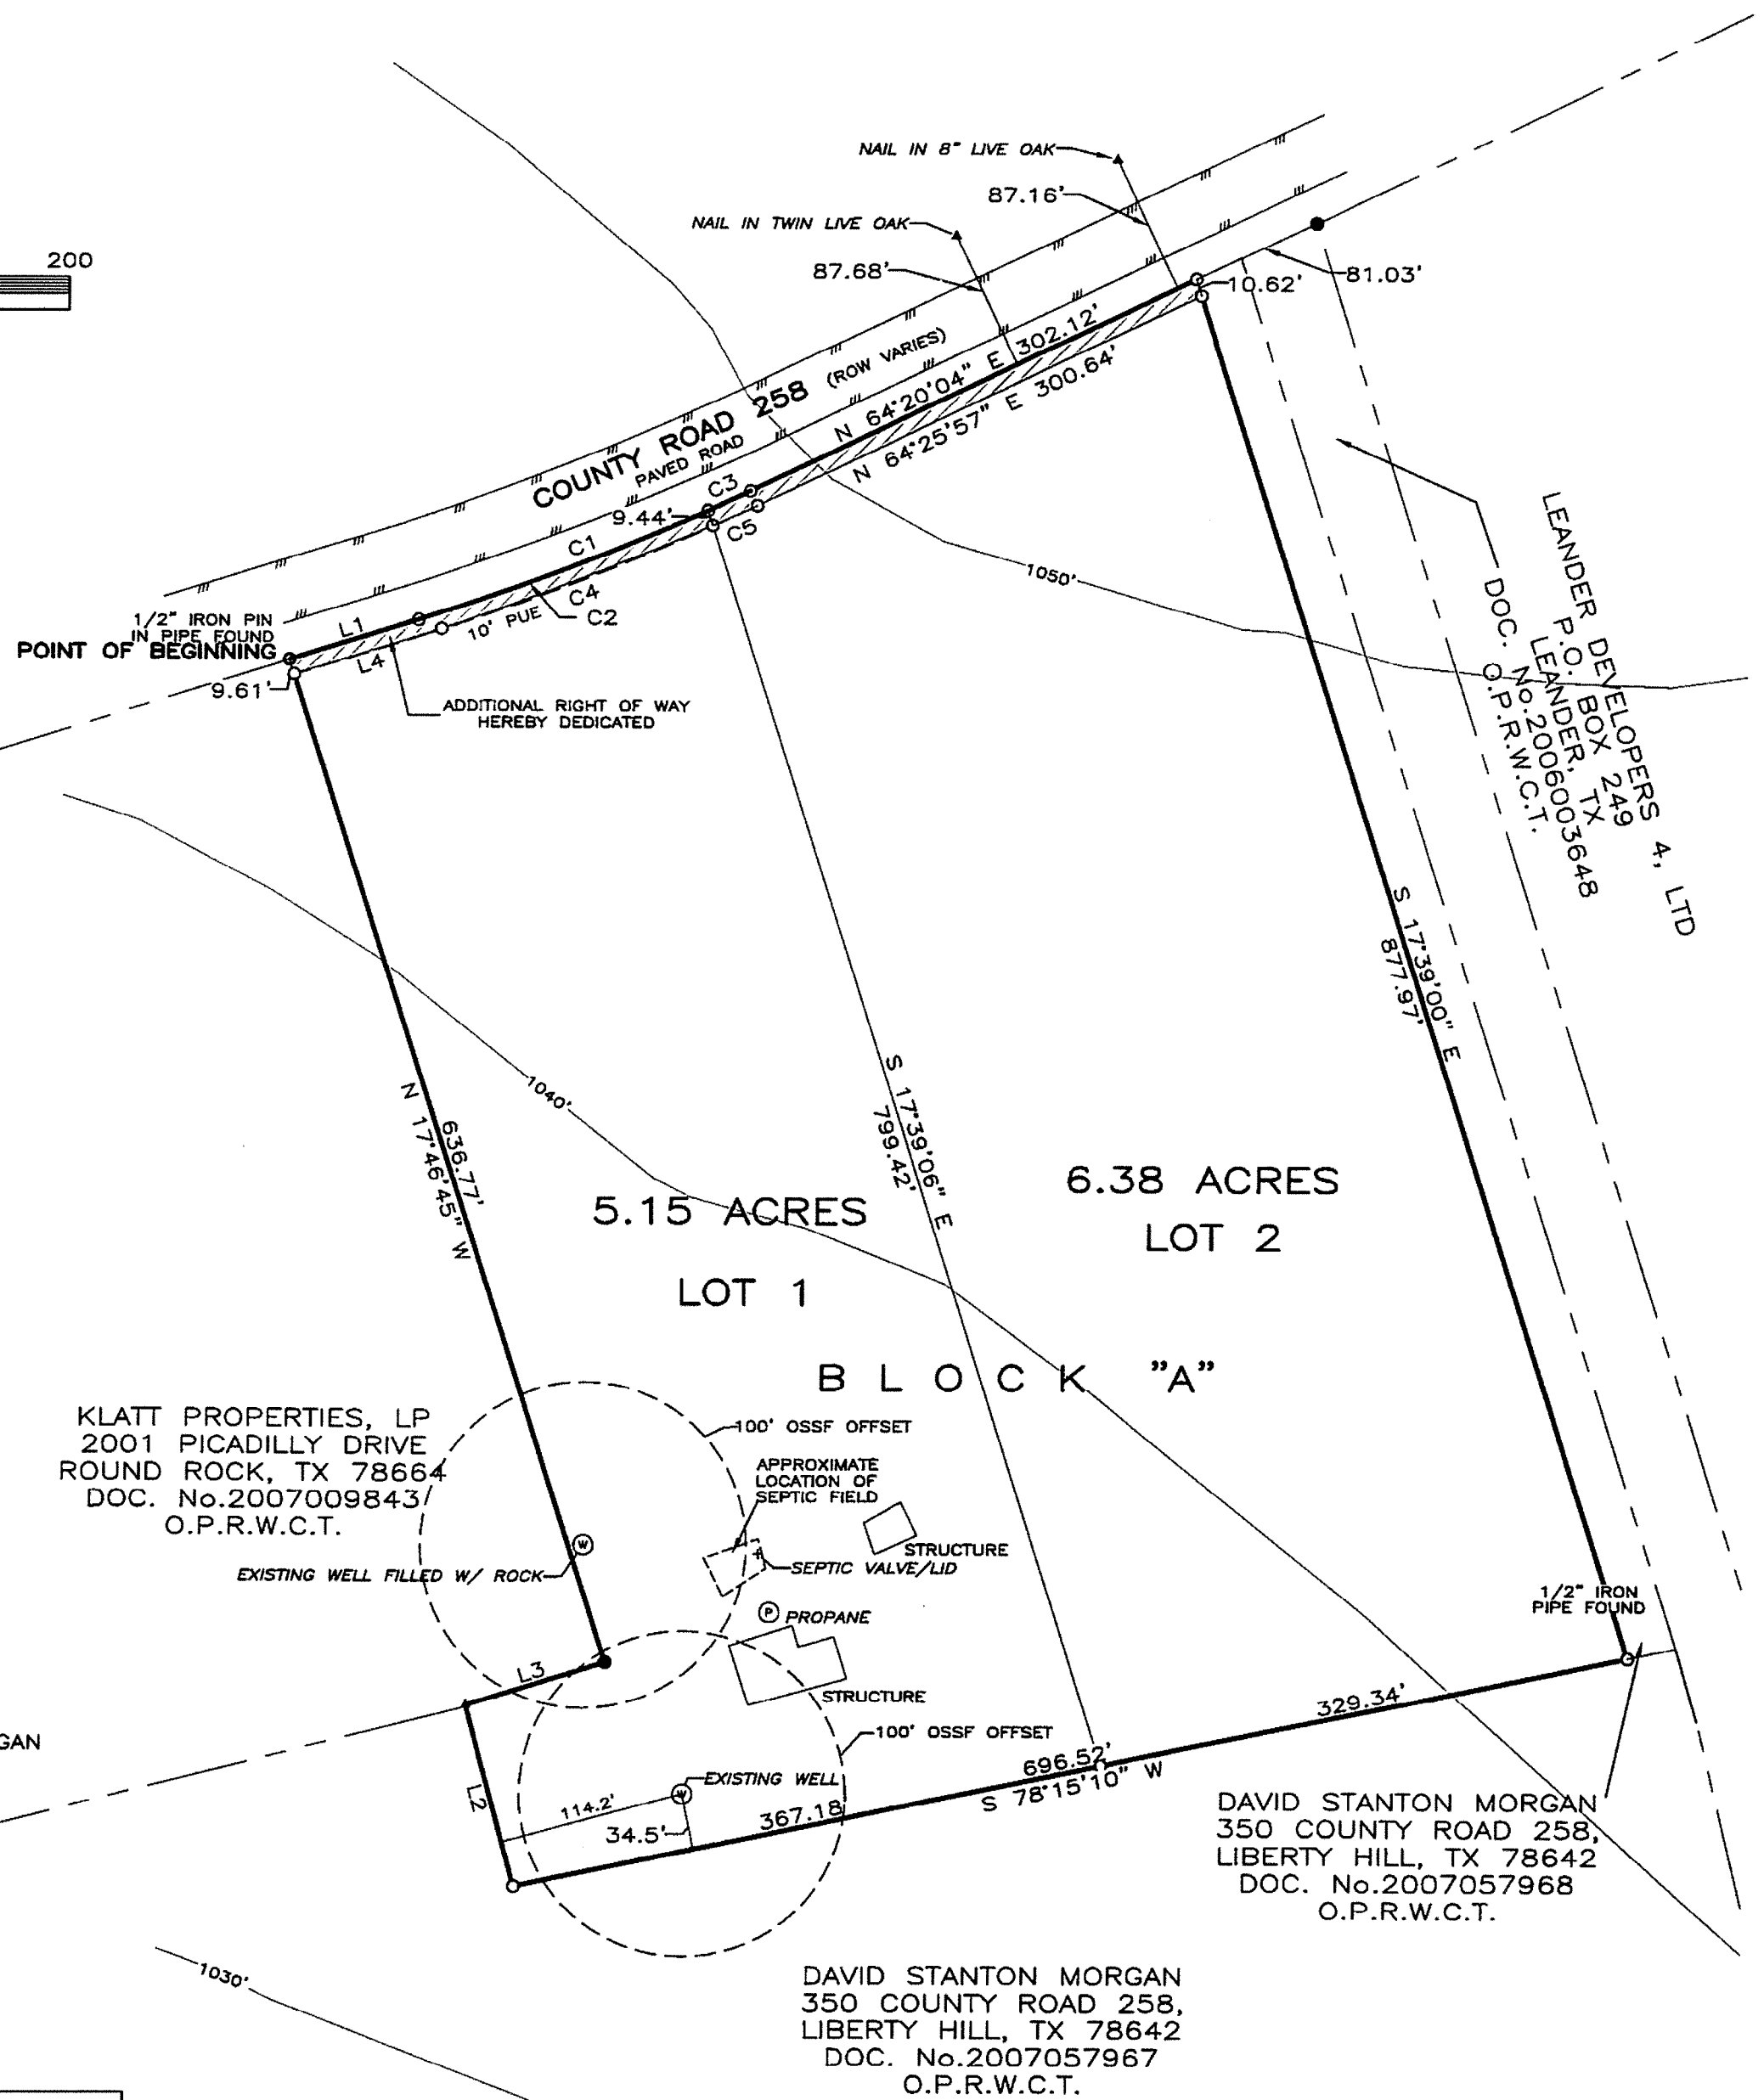 200
NAIL IN 8" LIVE OAK
87.16'
NAIL IN TWIN LIVE OAK
87.68'
10.62'
81.03'
COUNTY ROAD 258 (ROW VARIES)
PAVED ROAD
N 64°20'04" E 302.12'
N 64°25'57" E 300.64'
C3
9.44'
C5
C1
C4
C2
10' PUE
L1
L4
1/2" IRON PIN
IN PIPE FOUND
POINT OF BEGINNING
9.61'
ADDITIONAL RIGHT OF WAY
HEREBY DEDICATED
1050'
LEANDER DEVELOPERS 4, LTD
P.O. BOX 249
LEANDER, TX
DOC. No.2006003648
O.P.R.W.C.T.
S 17°39'00" E
877.97'
1040'
636.77'
N 17°46'45" W
S 17°39'06" E
799.42'
5.15 ACRES
LOT 1
6.38 ACRES
LOT 2
BLOCK "A"
KLATT PROPERTIES, LP
2001 PICADILLY DRIVE
ROUND ROCK, TX 78664
DOC. No.2007009843
O.P.R.W.C.T.
100' OSSF OFFSET
APPROXIMATE
LOCATION OF
SEPTIC FIELD
STRUCTURE
SEPTIC VALVE/LID
W
EXISTING WELL FILLED W/ ROCK
P PROPANE
STRUCTURE
1/2" IRON
PIPE FOUND
L3
100' OSSF OFFSET
329.34'
696.52'
S 78°15'10" W
GAN
L2
W
EXISTING WELL
114.2'
34.5'
367.18
DAVID STANTON MORGAN
350 COUNTY ROAD 258,
LIBERTY HILL, TX 78642
DOC. No.2007057968
O.P.R.W.C.T.
1030'
DAVID STANTON MORGAN
350 COUNTY ROAD 258,
LIBERTY HILL, TX 78642
DOC. No.2007057967
O.P.R.W.C.T.